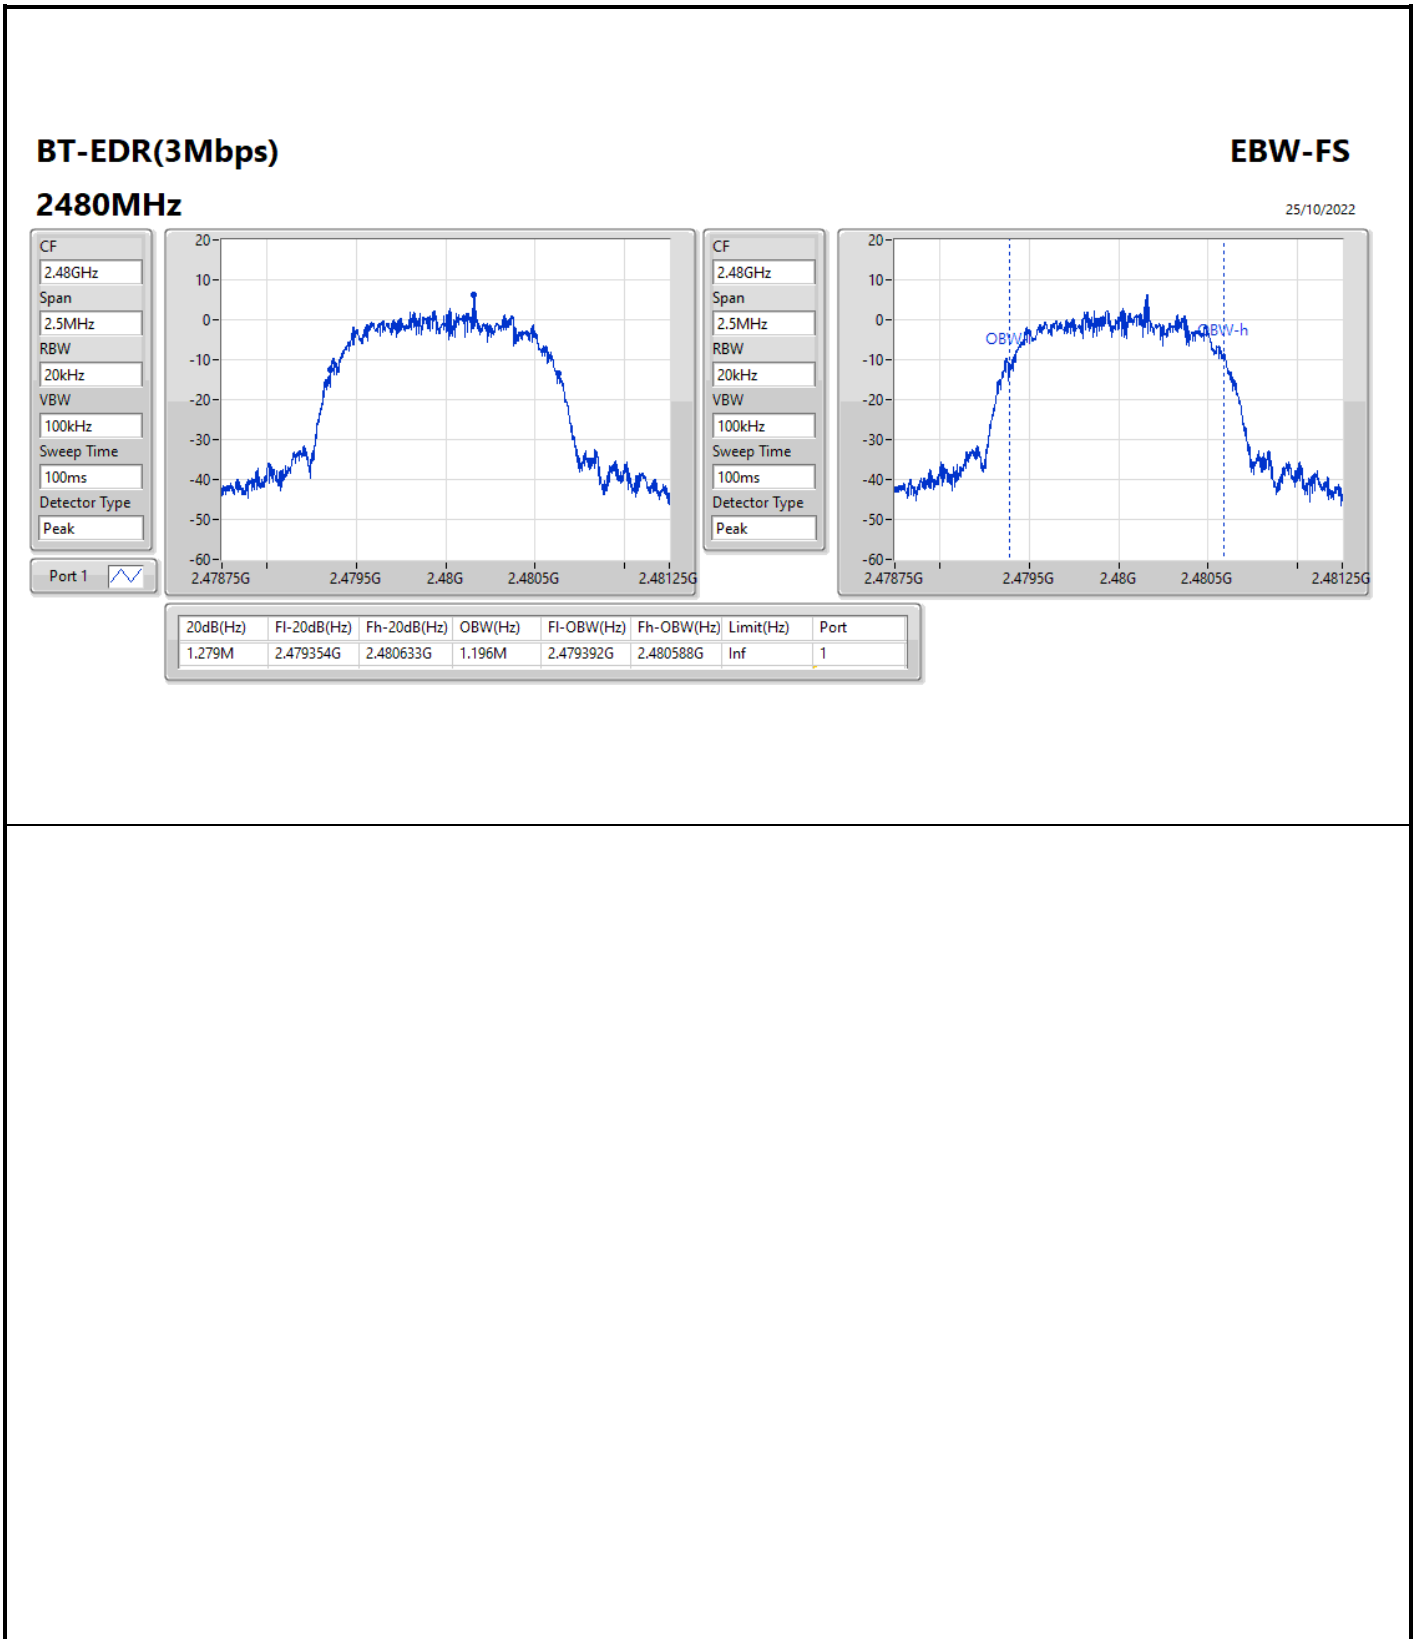 BT-EDR(3Mbps)
EBW-FS
2480MHz
25/10/2022
CF
2.48GHz
Span
2.5MHz
RBW
20kHz
VBW
100kHz
Sweep Time
100ms
Detector Type
Peak
Port 1
20
10
0
-10
-20
-30
-40
-50
-60
2.47875G 2.4795G 2.48G 2.4805G 2.48125G
CF
2.48GHz
Span
2.5MHz
RBW
20kHz
VBW
100kHz
Sweep Time
100ms
Detector Type
Peak
20
10
0
-10
-20
-30
-40
-50
-60
OBW-h
2.47875G 2.4795G 2.48G 2.4805G 2.48125G
20dB(Hz) Fl-20dB(Hz) Fh-20dB(Hz) OBW(Hz) Fl-OBW(Hz) Fh-OBW(Hz) Limit(Hz) Port
1.279M 2.479354G 2.480633G 1.196M 2.479392G 2.480588G Inf 1